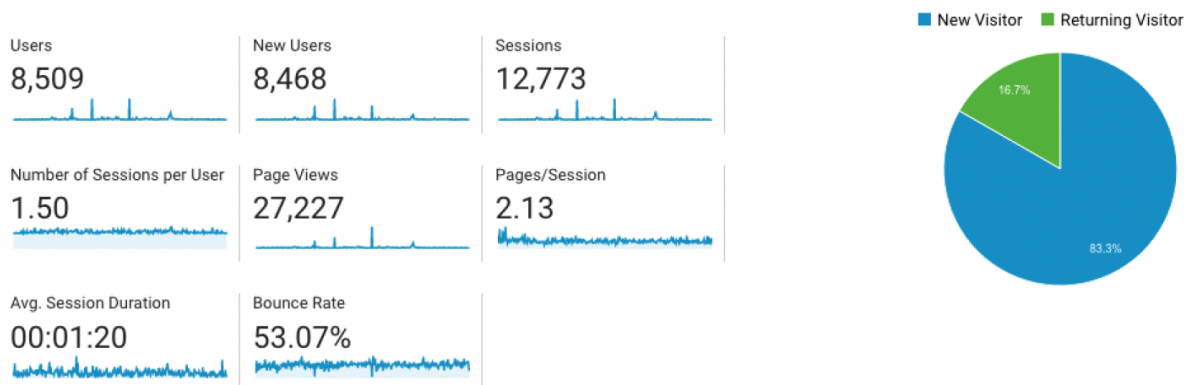 New Visitor
Returning Visitor
Users
8,509
New Users
8,468
Sessions
12,773
16.7%
83.3%
Number of Sessions per User
1.50
Page Views
27,227
Pages/Session
2.13
Avg. Session Duration
00:01:20
Bounce Rate
53.07%